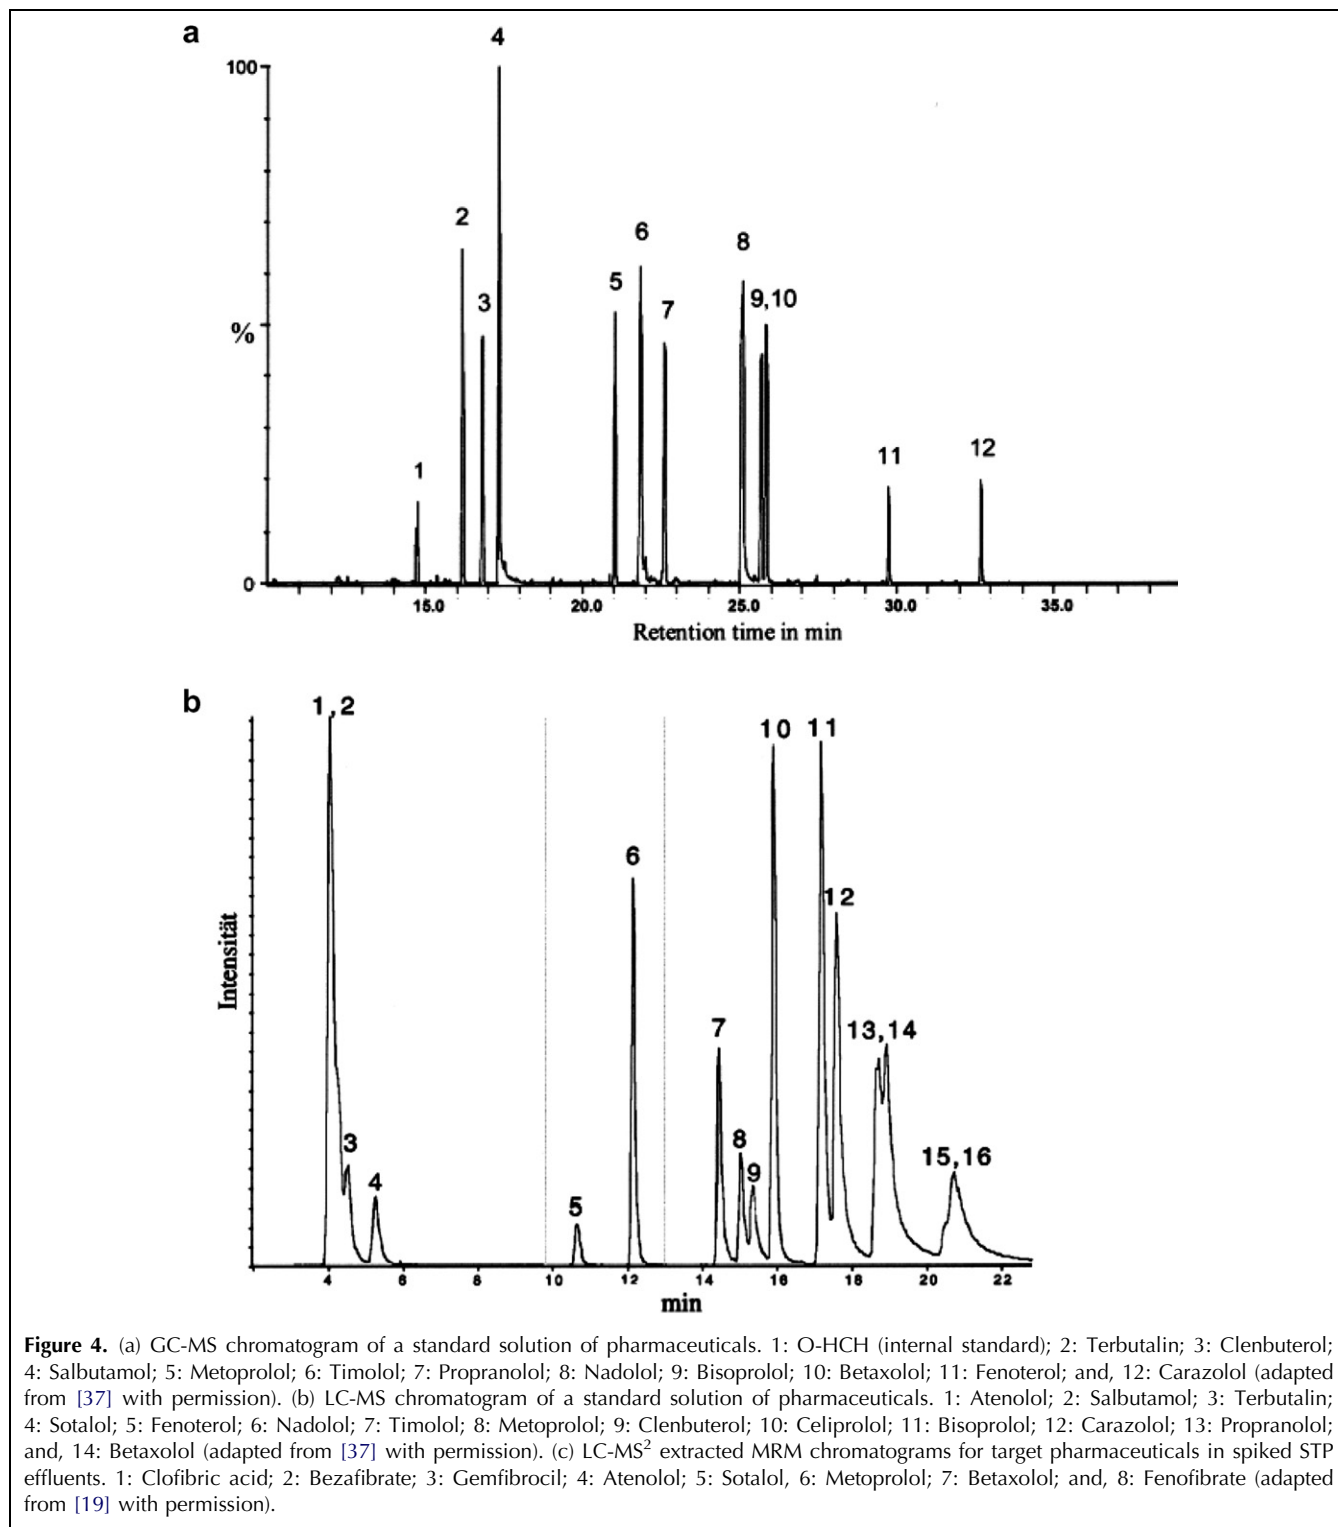 a
4
100
2
6
8
5
3
7
9,10
%
1
11
12
0
15.0 20.0 25.0 30.0 35.0
Retention time in min
b
1,2
10 11
6
12
Intensität
7
13,14
3
8
15,16
9
4
5
4 6 8 10 12 14 16 18 20 22
min
Figure 4. (a) GC-MS chromatogram of a standard solution of pharmaceuticals. 1: O-HCH (internal standard); 2: Terbutalin; 3: Clenbuterol;
4: Salbutamol; 5: Metoprolol; 6: Timolol; 7: Propranolol; 8: Nadolol; 9: Bisoprolol; 10: Betaxolol; 11: Fenoterol; and, 12: Carazolol (adapted
from [37] with permission). (b) LC-MS chromatogram of a standard solution of pharmaceuticals. 1: Atenolol; 2: Salbutamol; 3: Terbutalin;
4: Sotalol; 5: Fenoterol; 6: Nadolol; 7: Timolol; 8: Metoprolol; 9: Clenbuterol; 10: Celiprolol; 11: Bisoprolol; 12: Carazolol; 13: Propranolol;
and, 14: Betaxolol (adapted from [37] with permission). (c) LC-MS² extracted MRM chromatograms for target pharmaceuticals in spiked STP
effluents. 1: Clofibric acid; 2: Bezafibrate; 3: Gemfibrocil; 4: Atenolol; 5: Sotalol, 6: Metoprolol; 7: Betaxolol; and, 8: Fenofibrate (adapted
from [19] with permission).